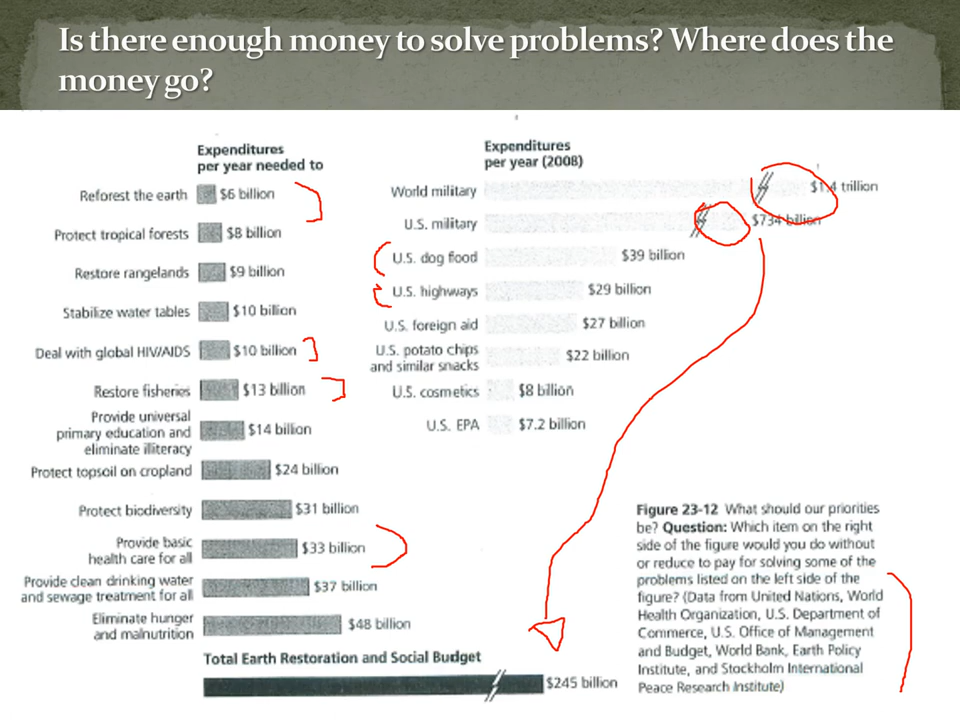 Is there enough money to solve problems? Where does the
money go?
Expenditures
per year needed to
Reforest the earth $6 billion
Protect tropical forests $8 billion
Restore rangelands $9 billion
Stabilize water tables $10 billion
Deal with global HIV/AIDS $10 billion
Restore fisheries $13 billion
Provide universal
primary education and
eliminate illiteracy
$14 billion
Protect topsoil on cropland $24 billion
Protect biodiversity $31 billion
Provide basic
health care for all
$33 billion
Provide clean drinking water
and sewage treatment for all
$37 billion
Eliminate hunger
and malnutrition
$48 billion
Total Earth Restoration and Social Budget
$245 billion
Expenditures
per year (2008)
World military $1.4 trillion
U.S. military $734 billion
U.S. dog food $39 billion
U.S. highways $29 billion
U.S. foreign aid $27 billion
U.S. potato chips
and similar snacks
$22 billion
U.S. cosmetics $8 billion
U.S. EPA $7.2 billion
Figure 23-12 What should our priorities
be? Question: Which item on the right
side of the figure would you do without
or reduce to pay for solving some of the
problems listed on the left side of the
figure? (Data from United Nations, World
Health Organization, U.S. Department of
Commerce, U.S. Office of Management
and Budget, World Bank, Earth Policy
Institute, and Stockholm International
Peace Research Institute)